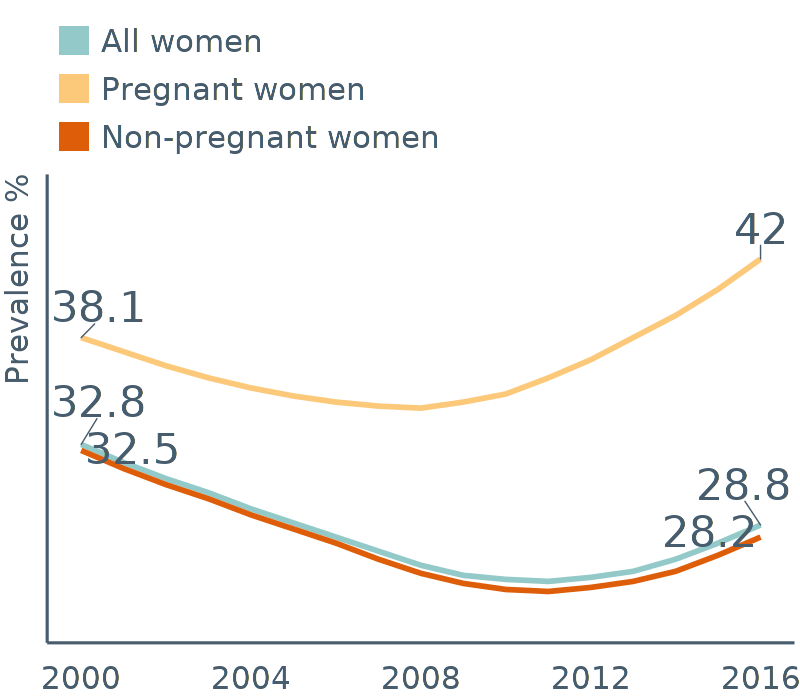 All women
Pregnant women
Non-pregnant women
Prevalence %
42
38.1
32.8
32.5
28.8
28.2
2000 2004 2008 2012 2016